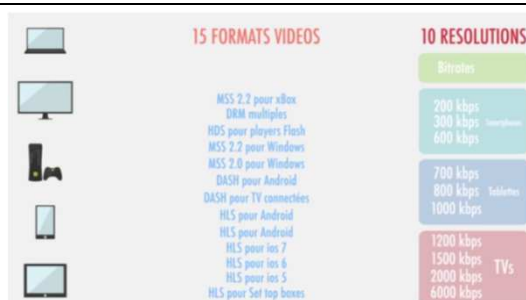 15 FORMATS VIDEOS
MSS 2.2 pour xBox
DRM multiples
HDS pour players Flash
MSS 2.2 pour Windows
MSS 2.0 pour Windows
DASH pour Android
DASH pour TV connectées
HLS pour Android
HLS pour Android
HLS pour ios 7
HLS pour ios 6
HLS pour ios 5
HLS pour Set top boxes
10 RESOLUTIONS
Bitrates
200 kbps
300 kbps Smartphones
600 kbps
700 kbps
800 kbps Tablettes
1000 kbps
1200 kbps
1500 kbps
2000 kbps TVs
6000 kbps